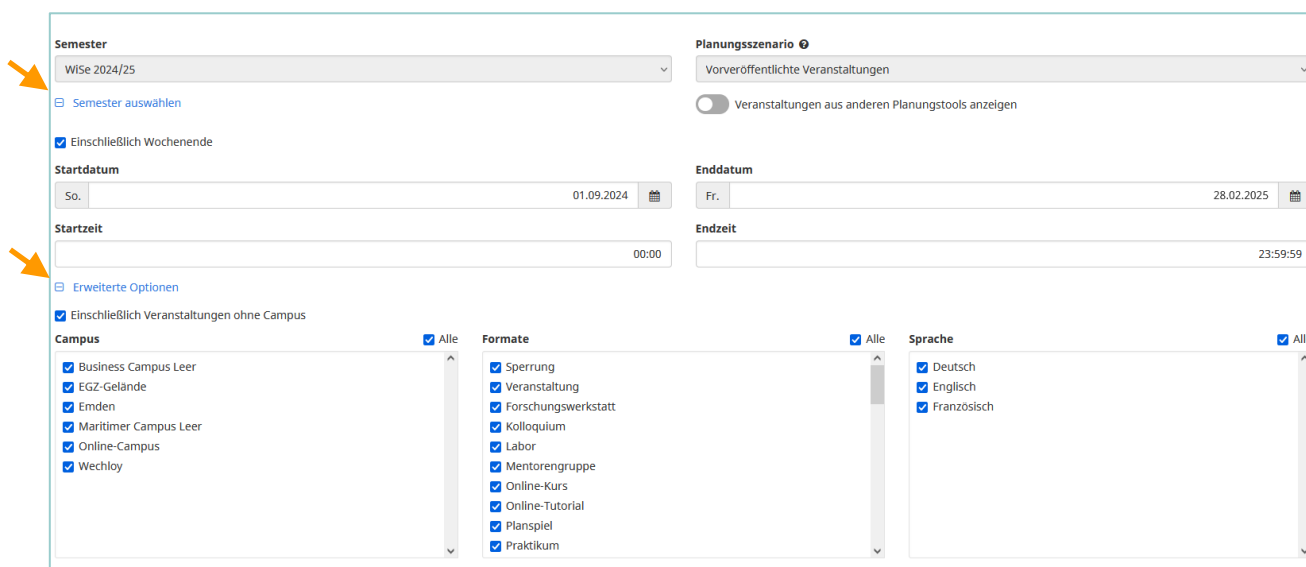 Semester
Planungsszenario
WiSe 2024/25
Vorveröffentlichte Veranstaltungen
Semester auswählen
Veranstaltungen aus anderen Planungstools anzeigen
Einschließlich Wochenende
Startdatum
Enddatum
So. 01.09.2024
Fr. 28.02.2025
Startzeit
Endzeit
00:00
23:59:59
Erweiterte Optionen
Einschließlich Veranstaltungen ohne Campus
Campus
Alle
Business Campus Leer
EGZ-Gelände
Emden
Maritimer Campus Leer
Online-Campus
Wechloy
Formate
Alle
Sperrung
Veranstaltung
Forschungswerkstatt
Kolloquium
Labor
Mentorengruppe
Online-Kurs
Online-Tutorial
Planspiel
Praktikum
Sprache
All
Deutsch
Englisch
Französisch